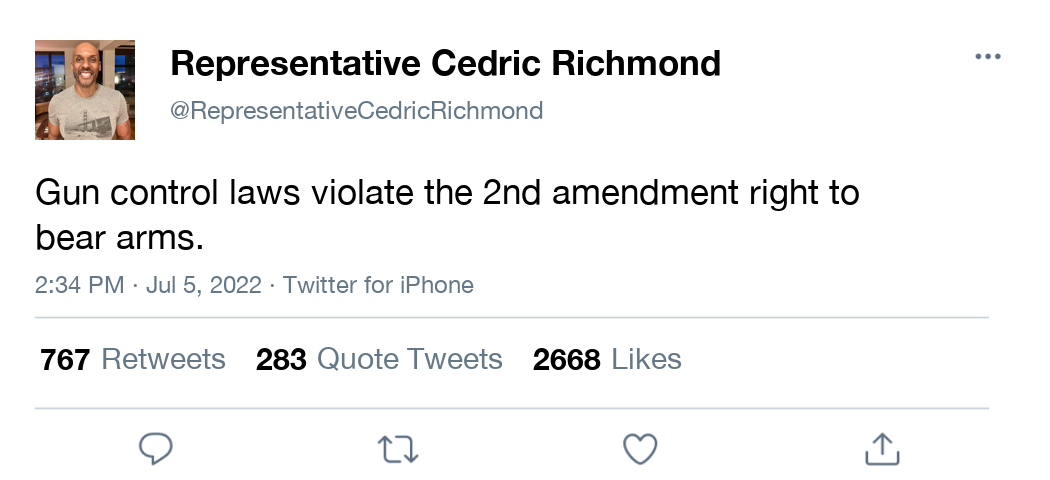 Representative Cedric Richmond
@RepresentativeCedricRichmond
Gun control laws violate the 2nd amendment right to
bear arms.
2:34 PM · Jul 5, 2022 · Twitter for iPhone
767 Retweets 283 Quote Tweets 2668 Likes